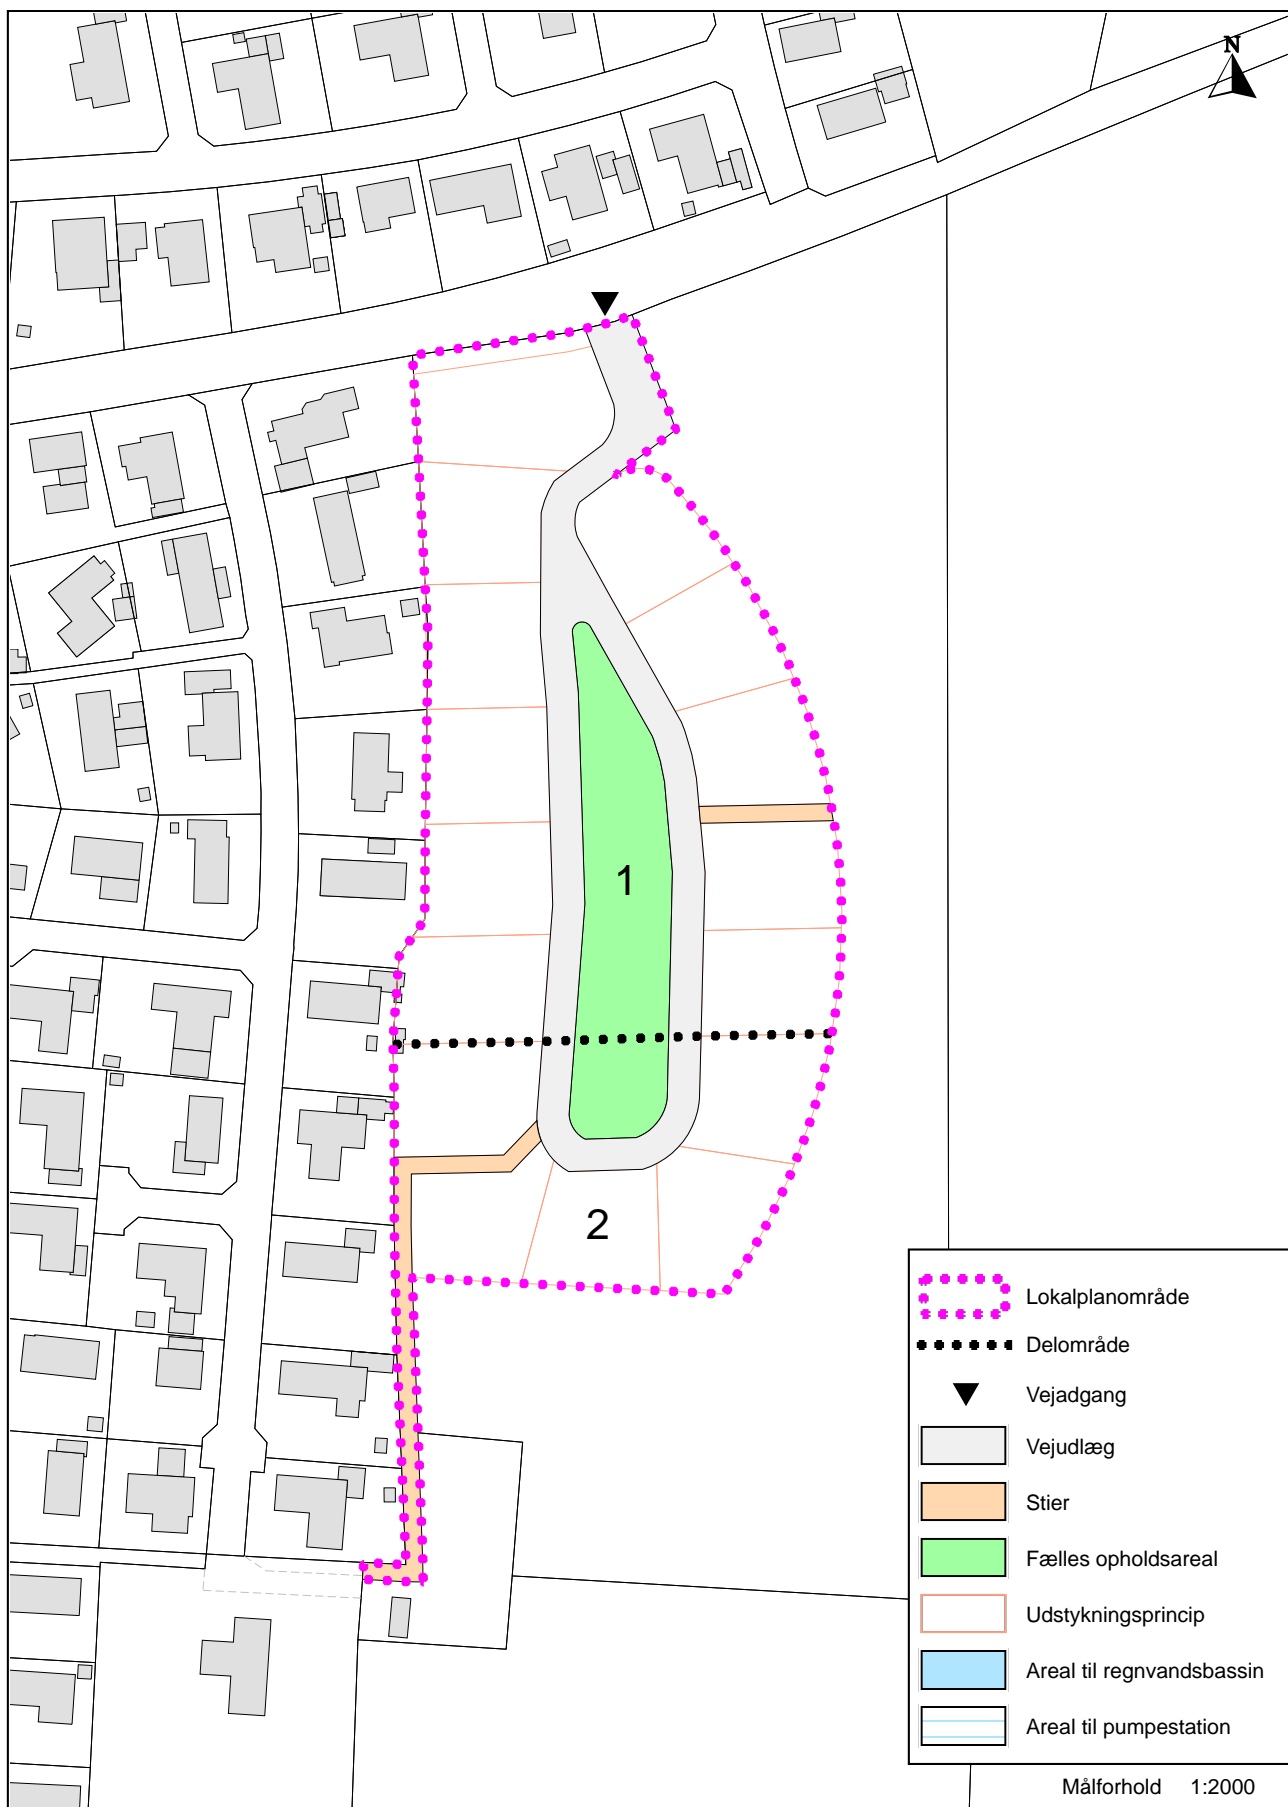 N
1
2
Lokalplanområde
Delområde
Vejadgang
Vejudlæg
Stier
Fælles opholdsareal
Udstykningsprincip
Areal til regnvandsbassin
Areal til pumpestation
Målforhold 1:2000